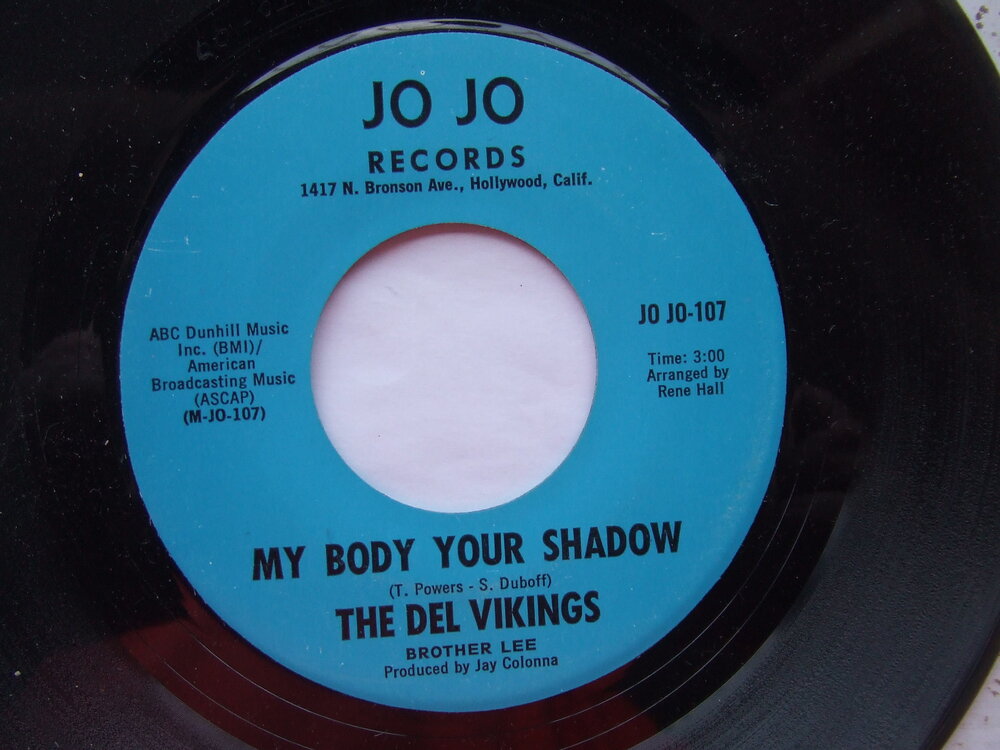 JO JO
RECORDS
1417 N. Bronson Ave., Hollywood, Calif.
ABC Dunhill Music
Inc. (BMI)/
American
Broadcasting Music
(ASCAP)
(M-JO-107)
JO JO-107
Time: 3:00
Arranged by
Rene Hall
MY BODY YOUR SHADOW
(T. Powers - S. Duboff)
THE DEL VIKINGS
BROTHER LEE
Produced by Jay Colonna